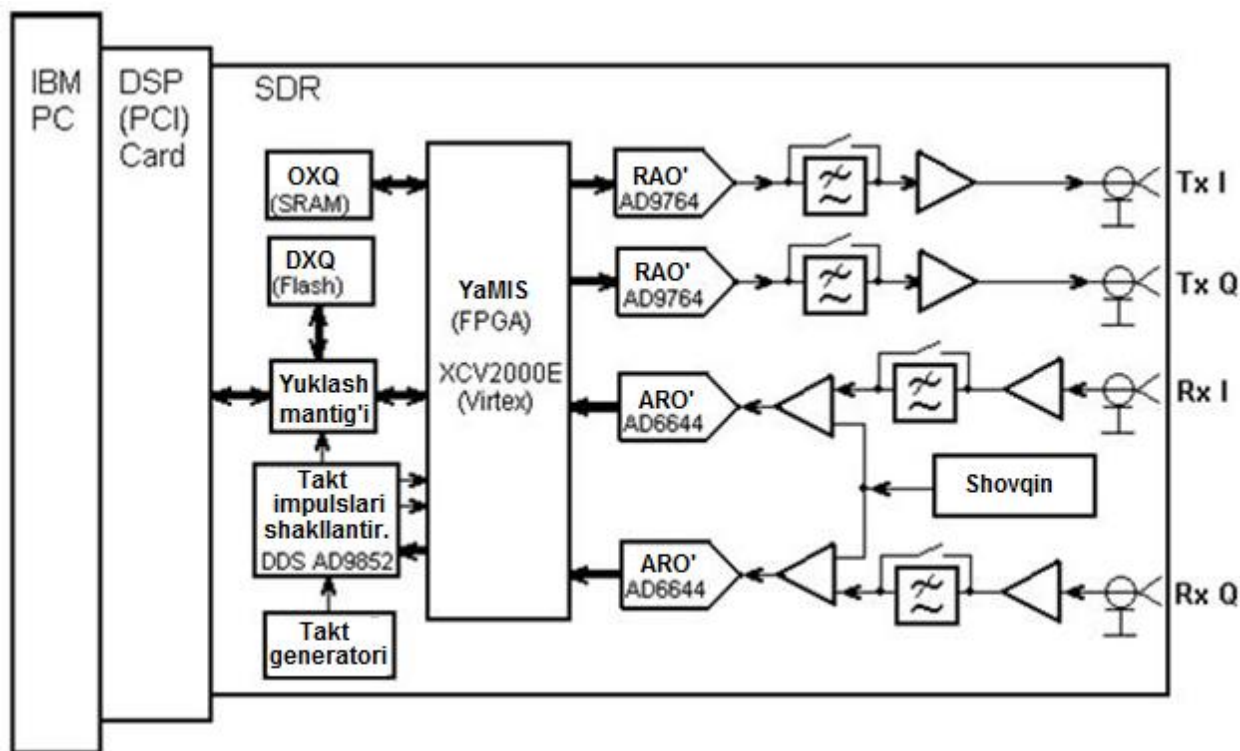 IBM
PC
DSP
(PCI)
Card
SDR
OXQ
(SRAM)
DXQ
(Flash)
Yuklash
mantig'i
Takt
impulslari
shakllantir.
DDS AD9852
Takt
generatori
YaMIS
(FPGA)
XCV2000E
(Virtex)
RAO'
AD9764
RAO'
AD9764
ARO'
AD6644
ARO'
AD6644
Shovqin
Tx I
Tx Q
Rx I
Rx Q